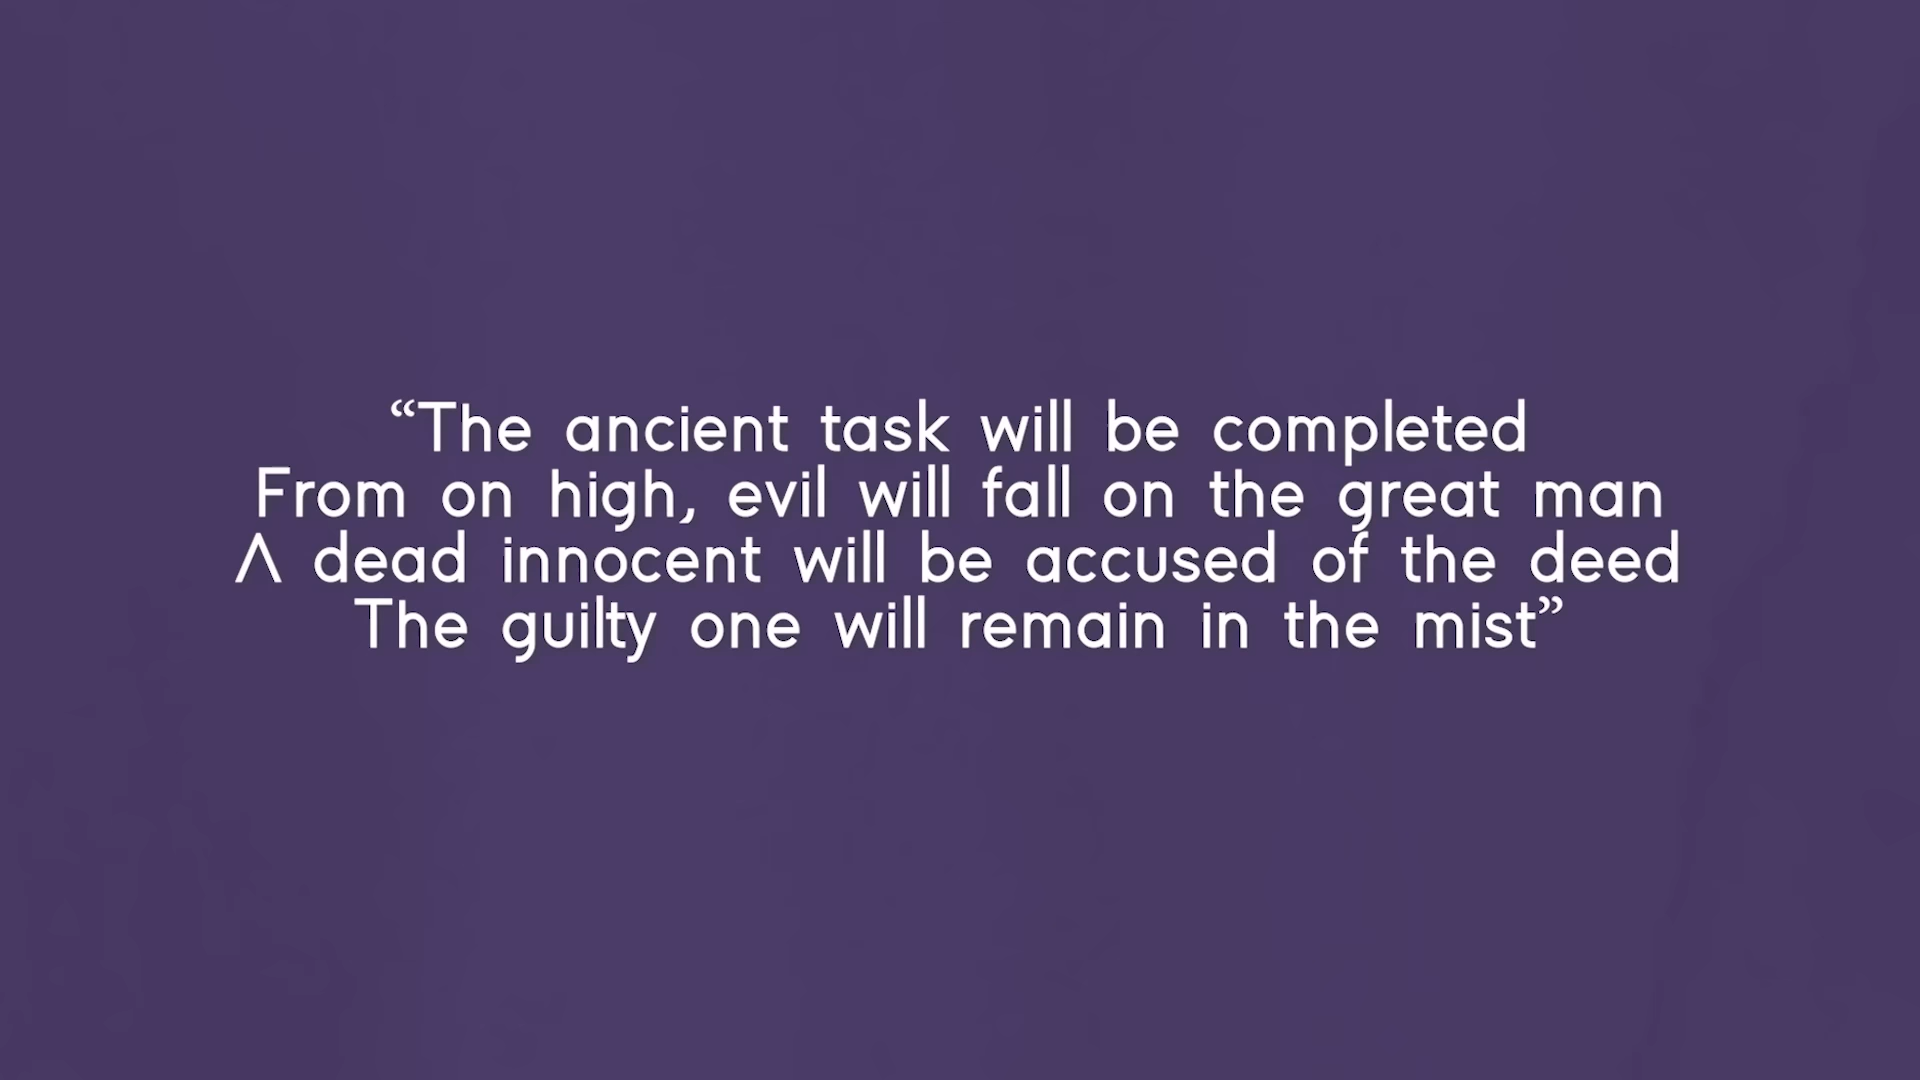 “The ancient task will be completed
From on high, evil will fall on the great man
A dead innocent will be accused of the deed
The guilty one will remain in the mist”